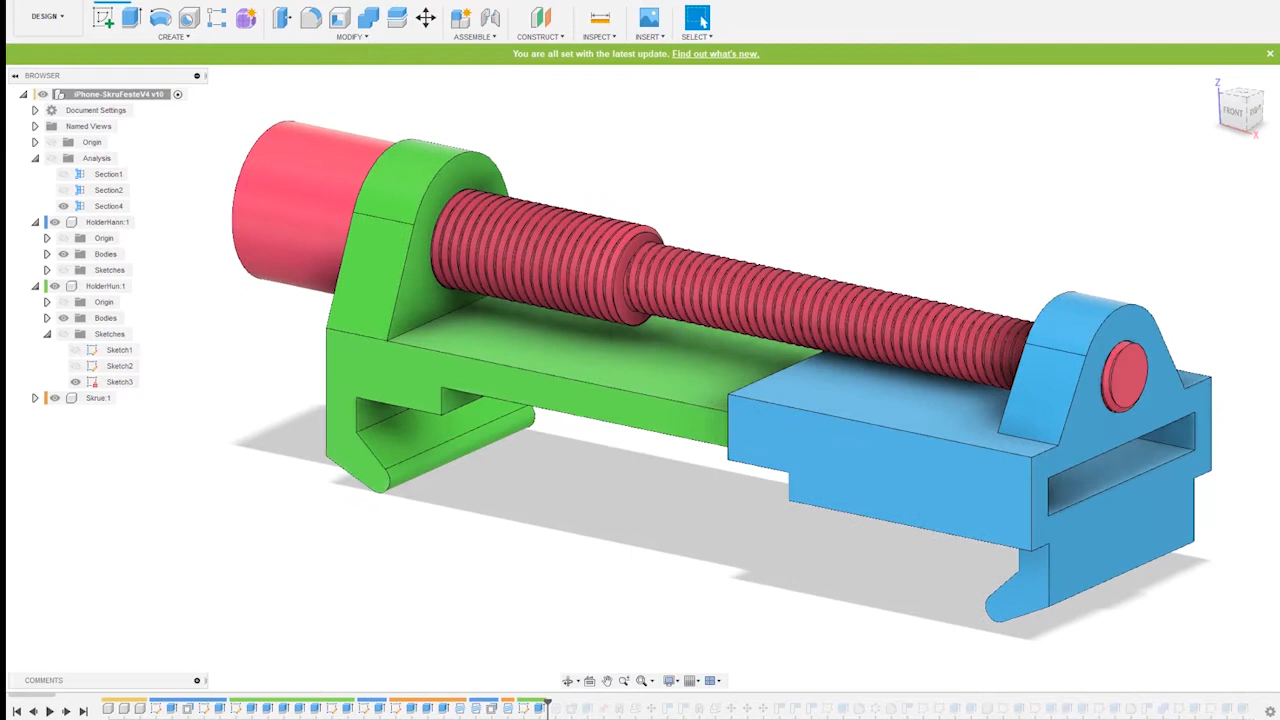 DESIGN
CREATE
MODIFY
ASSEMBLE
CONSTRUCT
INSPECT
INSERT
SELECT
You are all set with the latest update. Find out what's new.
BROWSER
iPhone-SkruFesteV4 v10
Document Settings
Named Views
Origin
Analysis
Section1
Section2
Section4
HolderHann:1
Origin
Bodies
Sketches
HolderHun:1
Origin
Bodies
Sketches
Sketch1
Sketch2
Sketch3
Skrue:1
Z
FRONT
X
COMMENTS